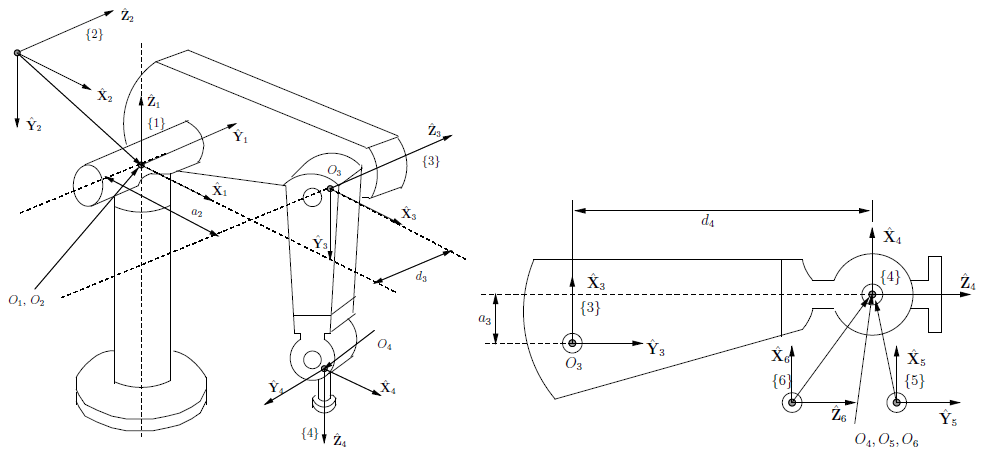 Ẑ₂
{2}
X̂₂
Ŷ₂
Ẑ₁
{1}
Ŷ₁
X̂₁
a₂
O₁, O₂
Ẑ₃
{3}
O₃
X̂₃
Ŷ₃
d₃
O₄
Ŷ₄
X̂₄
{4}
Ẑ₄
d₄
X̂₄
{4}
Ẑ₄
X̂₃
{3}
a₃
Ŷ₃
O₃
X̂₆
{6}
Ẑ₆
X̂₅
{5}
Ŷ₅
O₄, O₅, O₆